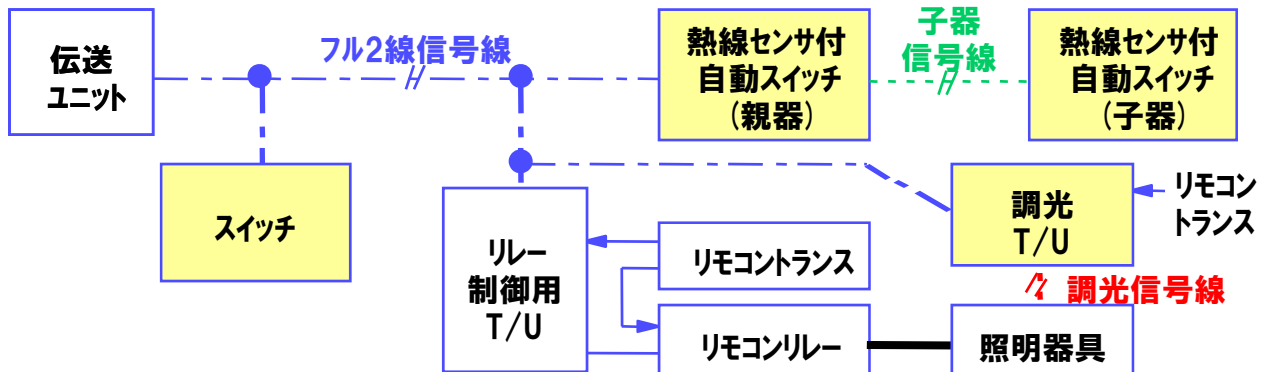 伝送
ユニット
フル2線信号線
熱線センサ付
自動スイッチ
(親器)
子器
信号線
熱線センサ付
自動スイッチ
(子器)
スイッチ
リレー
制御用
T/U
リモコントランス
リモコンリレー
調光
T/U
リモコン
トランス
調光信号線
照明器具